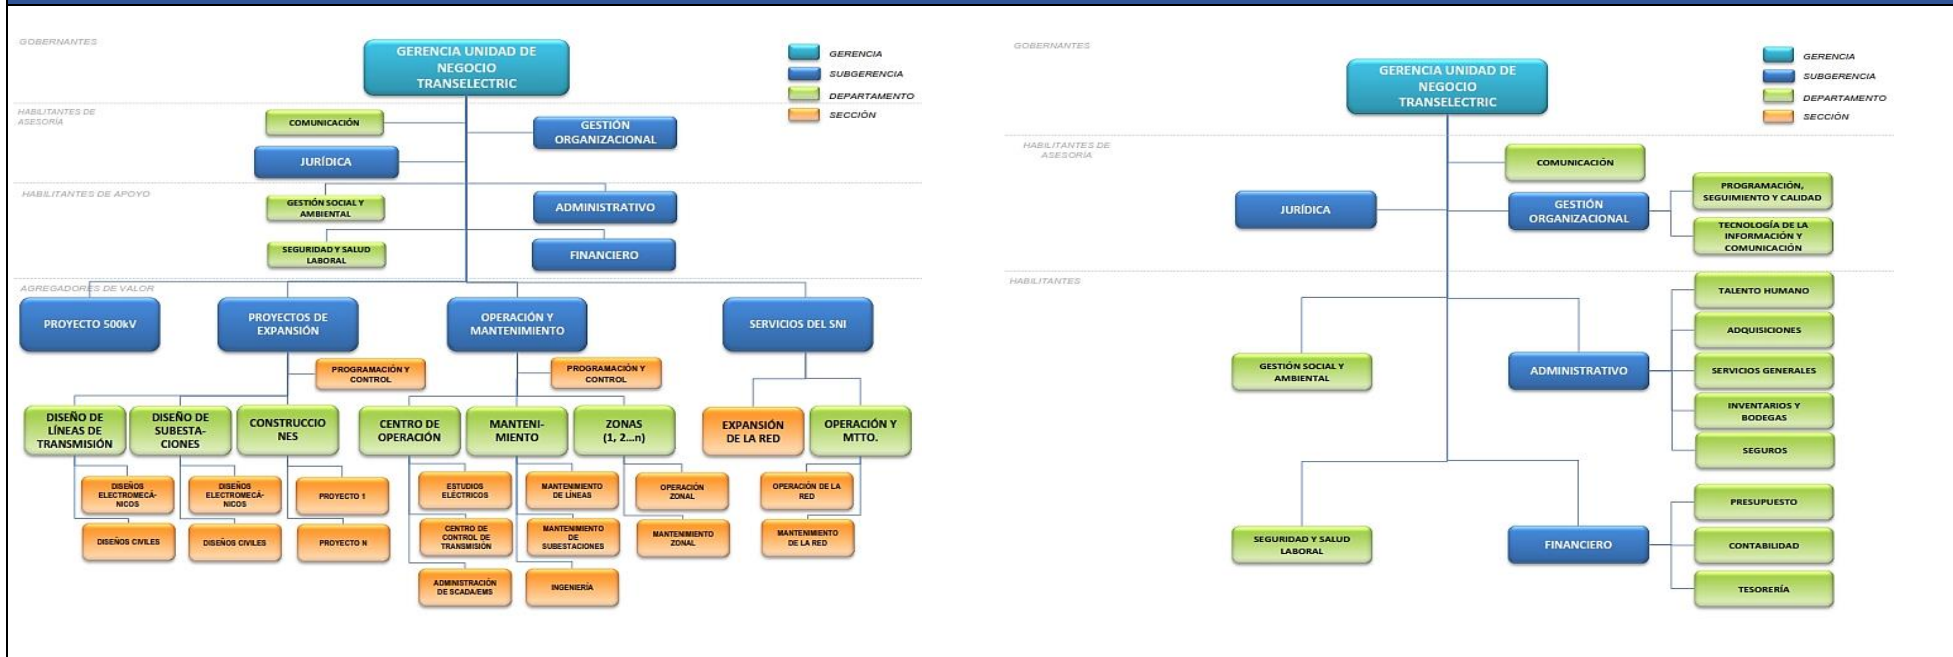 GOBERNANTES
GERENCIA UNIDAD DE
NEGOCIO
TRANSELECTRIC
GERENCIA
SUBGERENCIA
DEPARTAMENTO
SECCIÓN
HABILITANTES DE
ASESORÍA
COMUNICACIÓN
GESTIÓN
ORGANIZACIONAL
JURÍDICA
HABILITANTES DE APOYO
GESTIÓN SOCIAL Y
AMBIENTAL
ADMINISTRATIVO
SEGURIDAD Y SALUD
LABORAL
FINANCIERO
AGREGADORES DE VALOR
PROYECTO 500kV
PROYECTOS DE
EXPANSIÓN
OPERACIÓN Y
MANTENIMIENTO
SERVICIOS DEL SNI
PROGRAMACIÓN Y
CONTROL
PROGRAMACIÓN Y
CONTROL
DISEÑO DE
LÍNEAS DE
TRANSMISIÓN
DISEÑO DE
SUBESTA-
CIONES
CONSTRUCCIO
NES
CENTRO DE
OPERACIÓN
MANTENI-
MIENTO
ZONAS
(1, 2...n)
EXPANSIÓN
DE LA RED
OPERACIÓN Y
MTTO.
DISEÑOS
ELECTROMECÁ-
NICOS
DISEÑOS
ELECTROMECÁ-
NICOS
PROYECTO 1
ESTUDIOS
ELÉCTRICOS
MANTENIMIENTO
DE LÍNEAS
OPERACIÓN
ZONAL
OPERACIÓN DE LA
RED
DISEÑOS CIVILES
DISEÑOS CIVILES
PROYECTO N
CENTRO DE
CONTROL DE
TRANSMISIÓN
MANTENIMIENTO
DE
SUBESTACIONES
MANTENIMIENTO
ZONAL
MANTENIMIENTO
DE LA RED
ADMINISTRACIÓN
DE SCADA/EMS
INGENIERÍA
GOBERNANTES
GERENCIA UNIDAD DE
NEGOCIO
TRANSELECTRIC
GERENCIA
SUBGERENCIA
DEPARTAMENTO
SECCIÓN
HABILITANTES DE
ASESORÍA
COMUNICACIÓN
JURÍDICA
GESTIÓN
ORGANIZACIONAL
PROGRAMACIÓN,
SEGUIMIENTO Y CALIDAD
TECNOLOGÍA DE LA
INFORMACIÓN Y
COMUNICACIÓN
HABILITANTES
GESTIÓN SOCIAL Y
AMBIENTAL
ADMINISTRATIVO
TALENTO HUMANO
ADQUISICIONES
SERVICIOS GENERALES
INVENTARIOS Y
BODEGAS
SEGUROS
SEGURIDAD Y SALUD
LABORAL
FINANCIERO
PRESUPUESTO
CONTABILIDAD
TESORERÍA